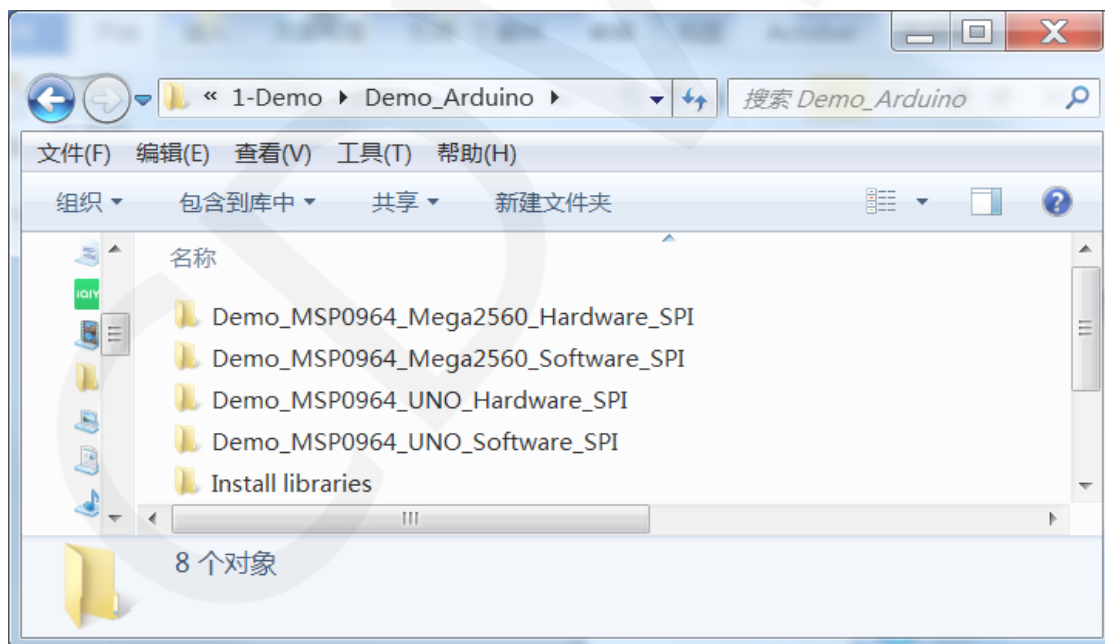 « 1-Demo ▸ Demo_Arduino ▸ 搜索 Demo_Arduino
文件(F) 编辑(E) 查看(V) 工具(T) 帮助(H)
组织 包含到库中 共享 新建文件夹
名称
Demo_MSP0964_Mega2560_Hardware_SPI
Demo_MSP0964_Mega2560_Software_SPI
Demo_MSP0964_UNO_Hardware_SPI
Demo_MSP0964_UNO_Software_SPI
Install libraries
8 个对象